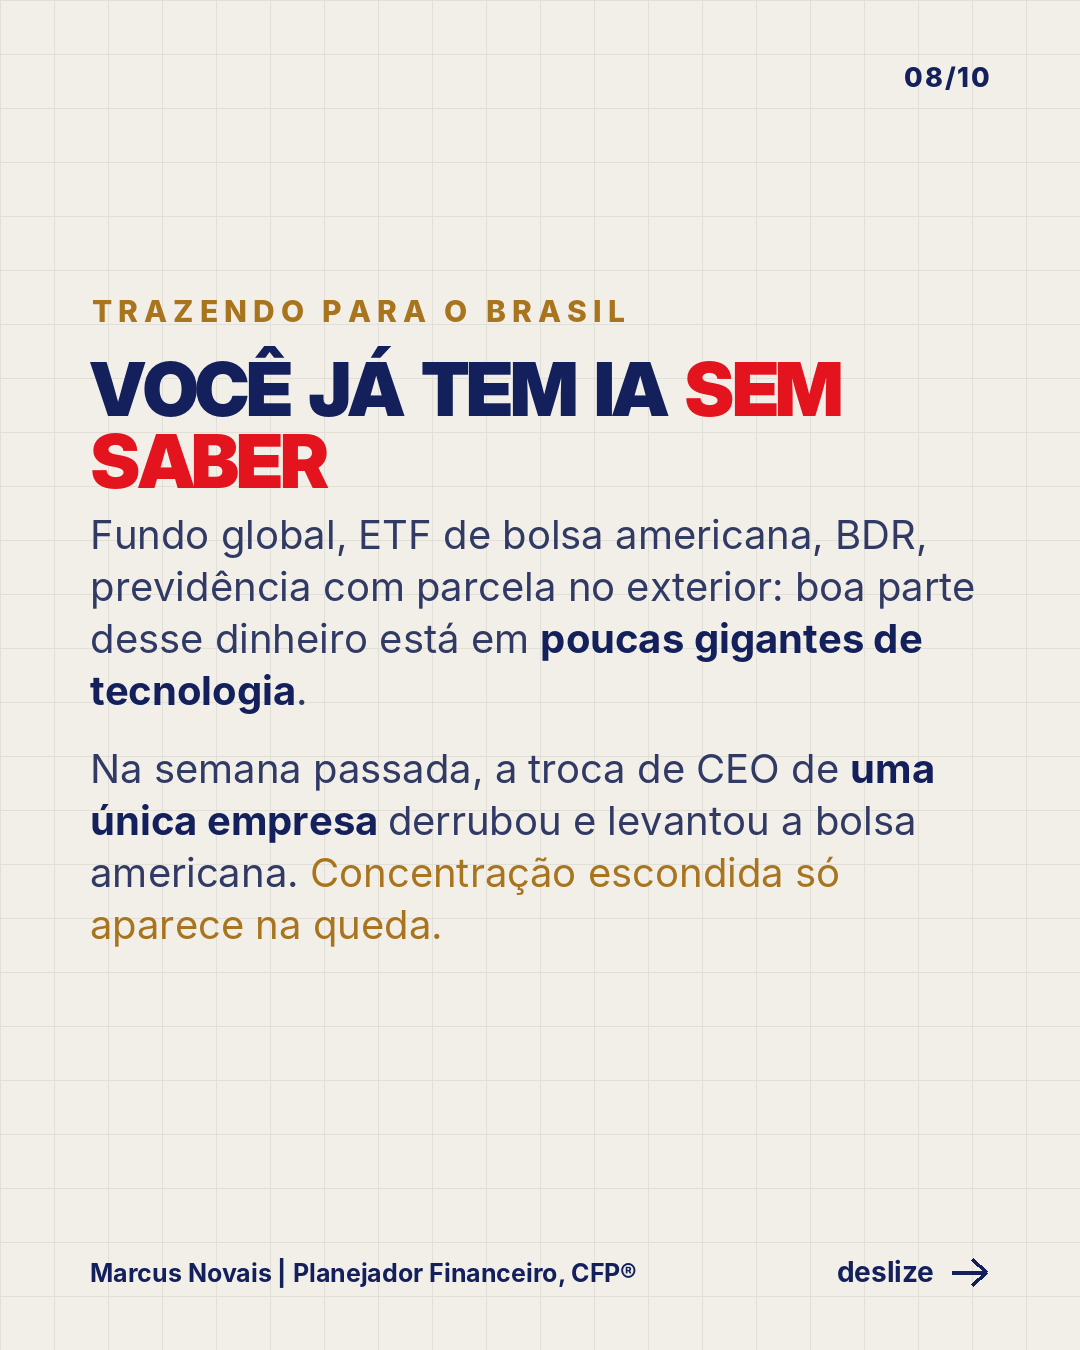 08/10
TRAZENDO PARA O BRASIL
VOCÊ JÁ TEM IA SEM
SABER
Fundo global, ETF de bolsa americana, BDR,
previdência com parcela no exterior: boa parte
desse dinheiro está em poucas gigantes de
tecnologia.
Na semana passada, a troca de CEO de uma
única empresa derrubou e levantou a bolsa
americana. Concentração escondida só
aparece na queda.
Marcus Novais | Planejador Financeiro, CFP®
deslize →